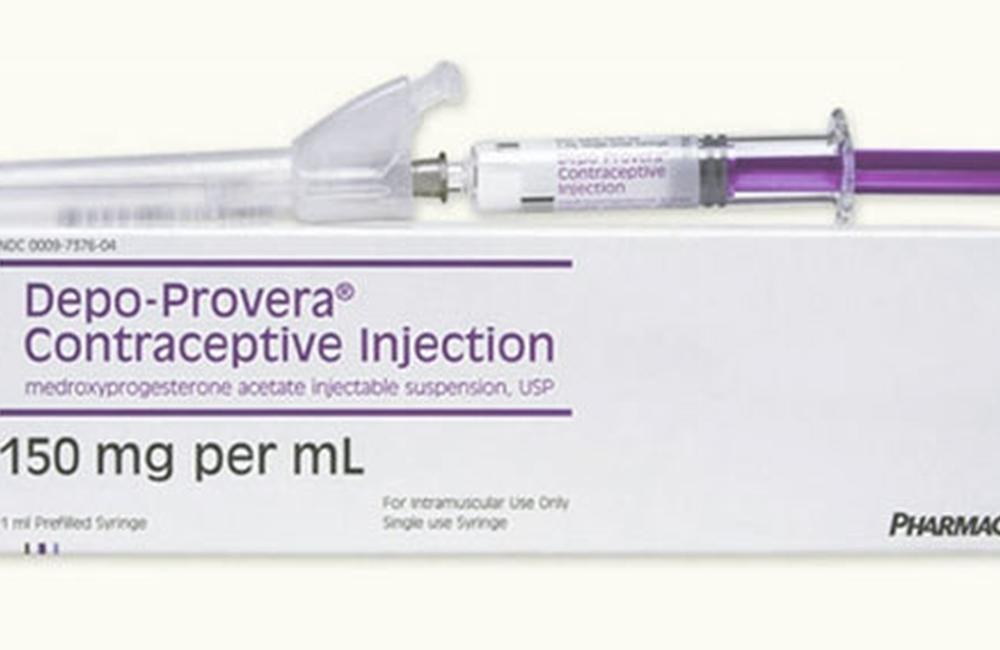 Depo-Provera
Contraceptive
Injection
NDC 0009-7376-04
Depo-Provera®
Contraceptive Injection
medroxyprogesterone acetate injectable suspension, USP
150 mg per mL
For Intramuscular Use Only
1 ml Prefilled Syringe
Single use Syringe
PHARMAC